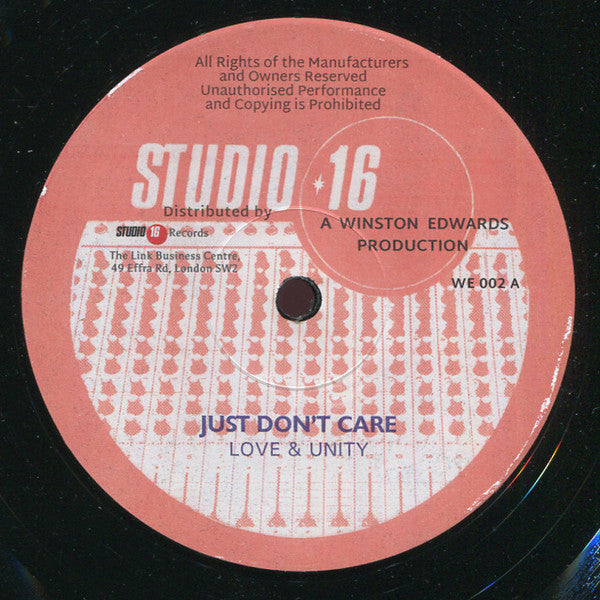 All Rights of the Manufacturers
and Owners Reserved
Unauthorised Performance
and Copying is Prohibited
STUDIO 16
Distributed by
STUDIO 16 Records
The Link Business Centre,
49 Effra Rd, London SW2
A WINSTON EDWARDS
PRODUCTION
WE 002 A
JUST DON'T CARE
LOVE & UNITY